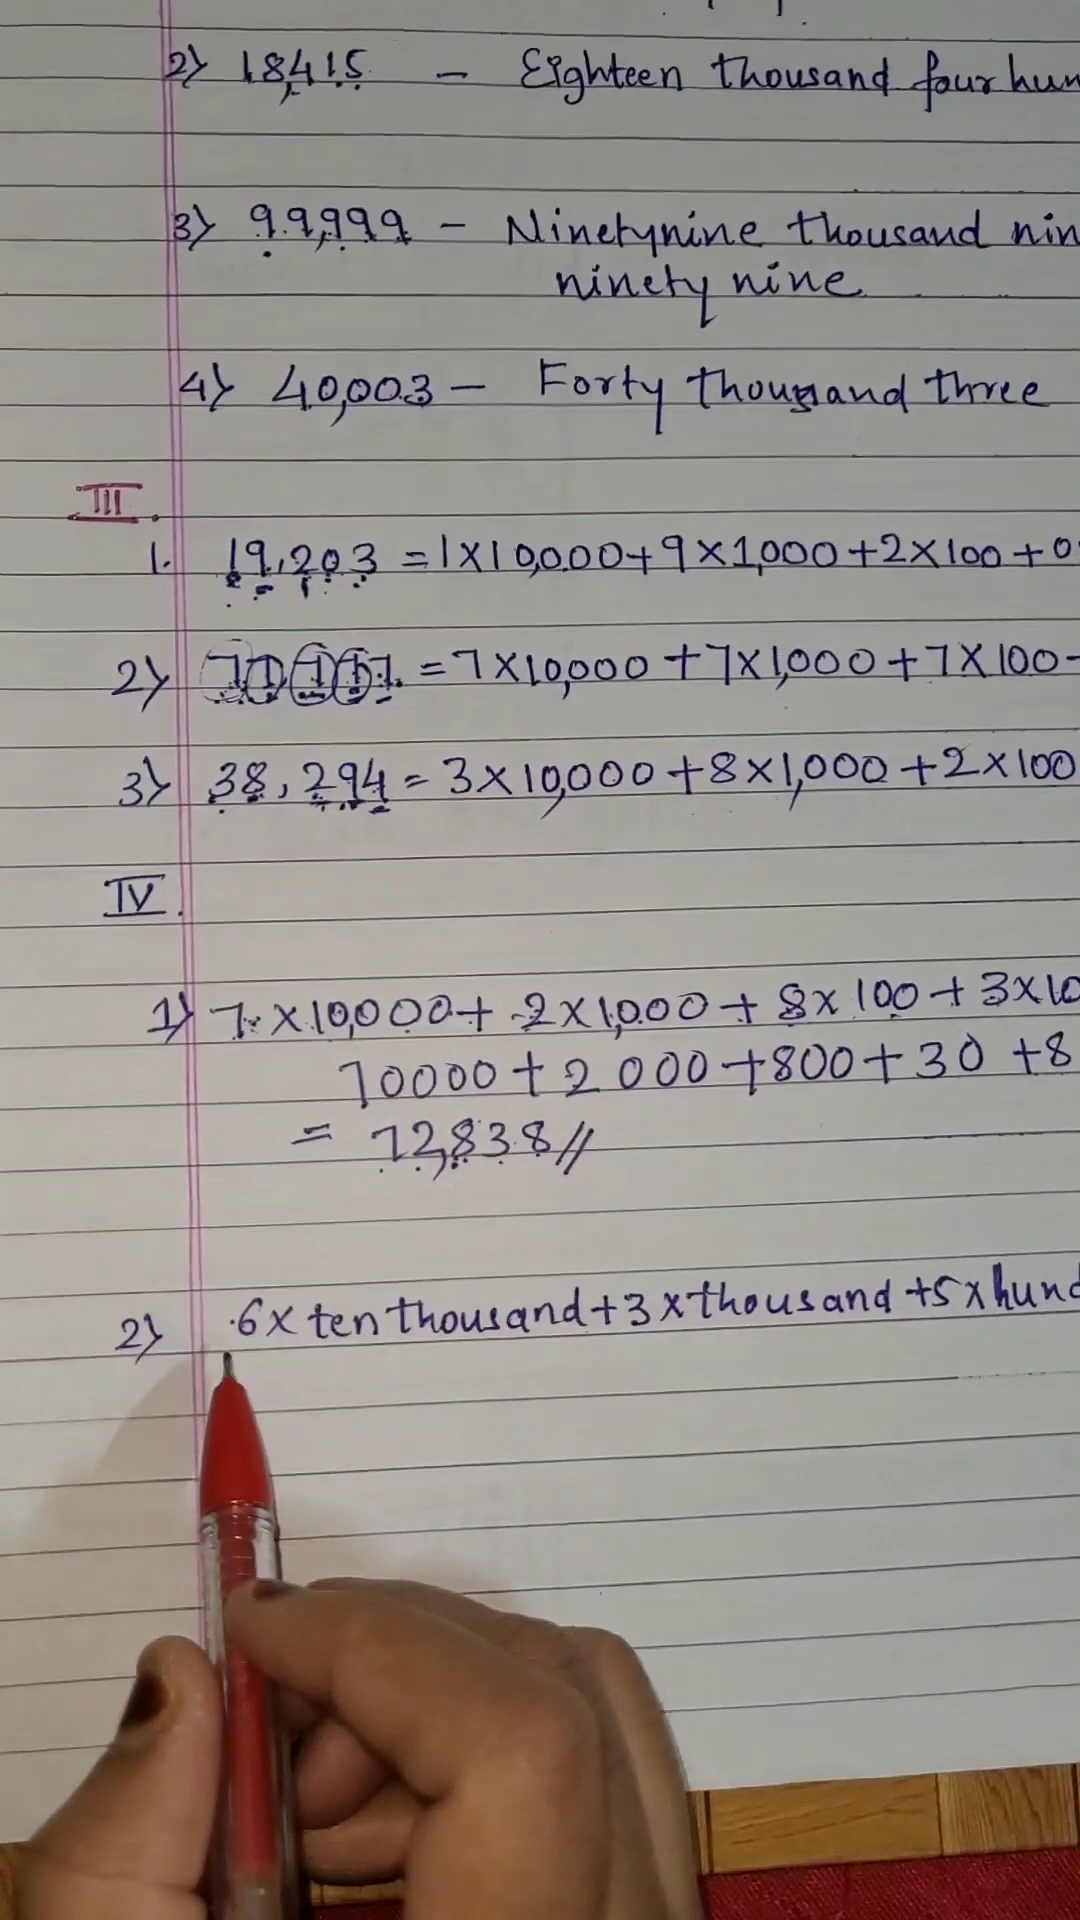 2) 18,415 - Eighteen thousand four hun
3) 99,999 - Ninetynine thousand nin
ninety nine
4) 40,003 - Forty thousand three
III.
1. 19,203 = 1×10,000+9×1,000+2×100+0
2) 77777 = 7×10,000+7×1,000+7×100
3) 38,294 = 3×10,000+8×1,000+2×100
IV.
1) 7×10,000+2×1,000+8×100+3×10
70000+2000+800+30+8
= 72,838//
2) 6×ten thousand+3×thousand+5×hund